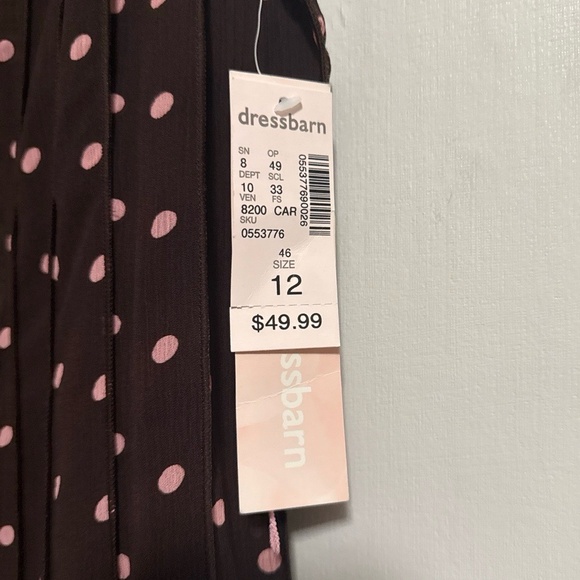 dressbarn
SN OP
8 49
DEPT SCL
10 33
VEN FS
8200 CAR
SKU
0553776
055377690026
46
SIZE
12
$49.99
ssbarn